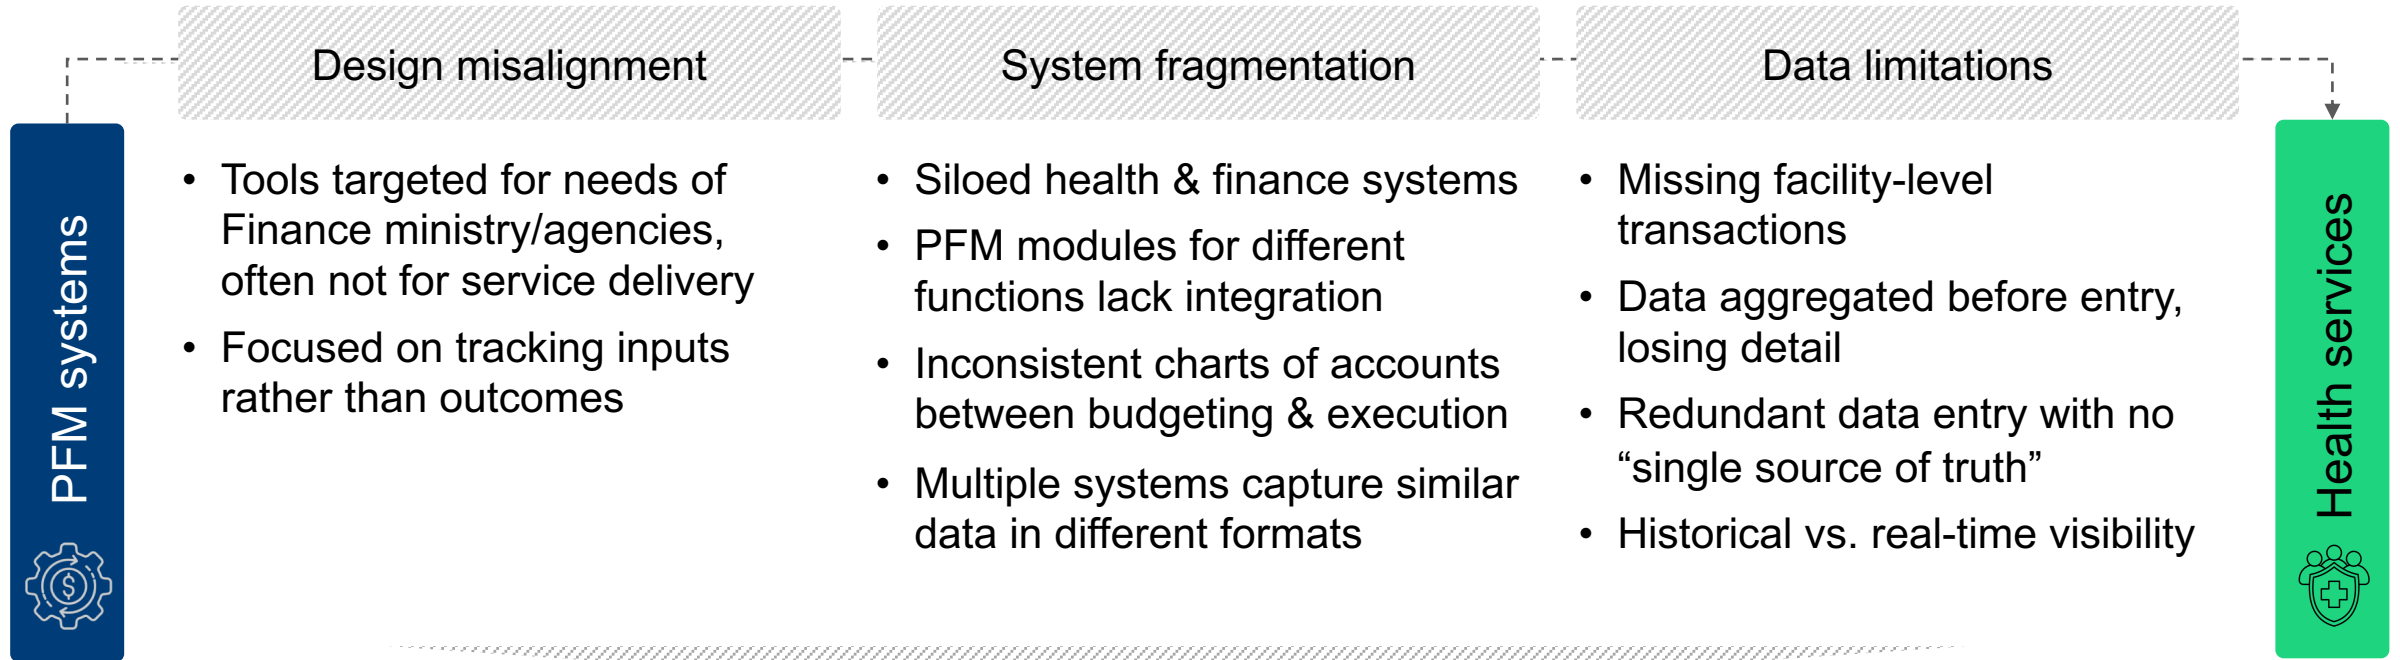 Design misalignment
System fragmentation
Data limitations
PFM systems
• Tools targeted for needs of
Finance ministry/agencies,
often not for service delivery
• Focused on tracking inputs
rather than outcomes
• Siloed health & finance systems
• PFM modules for different
functions lack integration
• Inconsistent charts of accounts
between budgeting & execution
• Multiple systems capture similar
data in different formats
• Missing facility-level
transactions
• Data aggregated before entry,
losing detail
• Redundant data entry with no
“single source of truth”
• Historical vs. real-time visibility
Health services
$